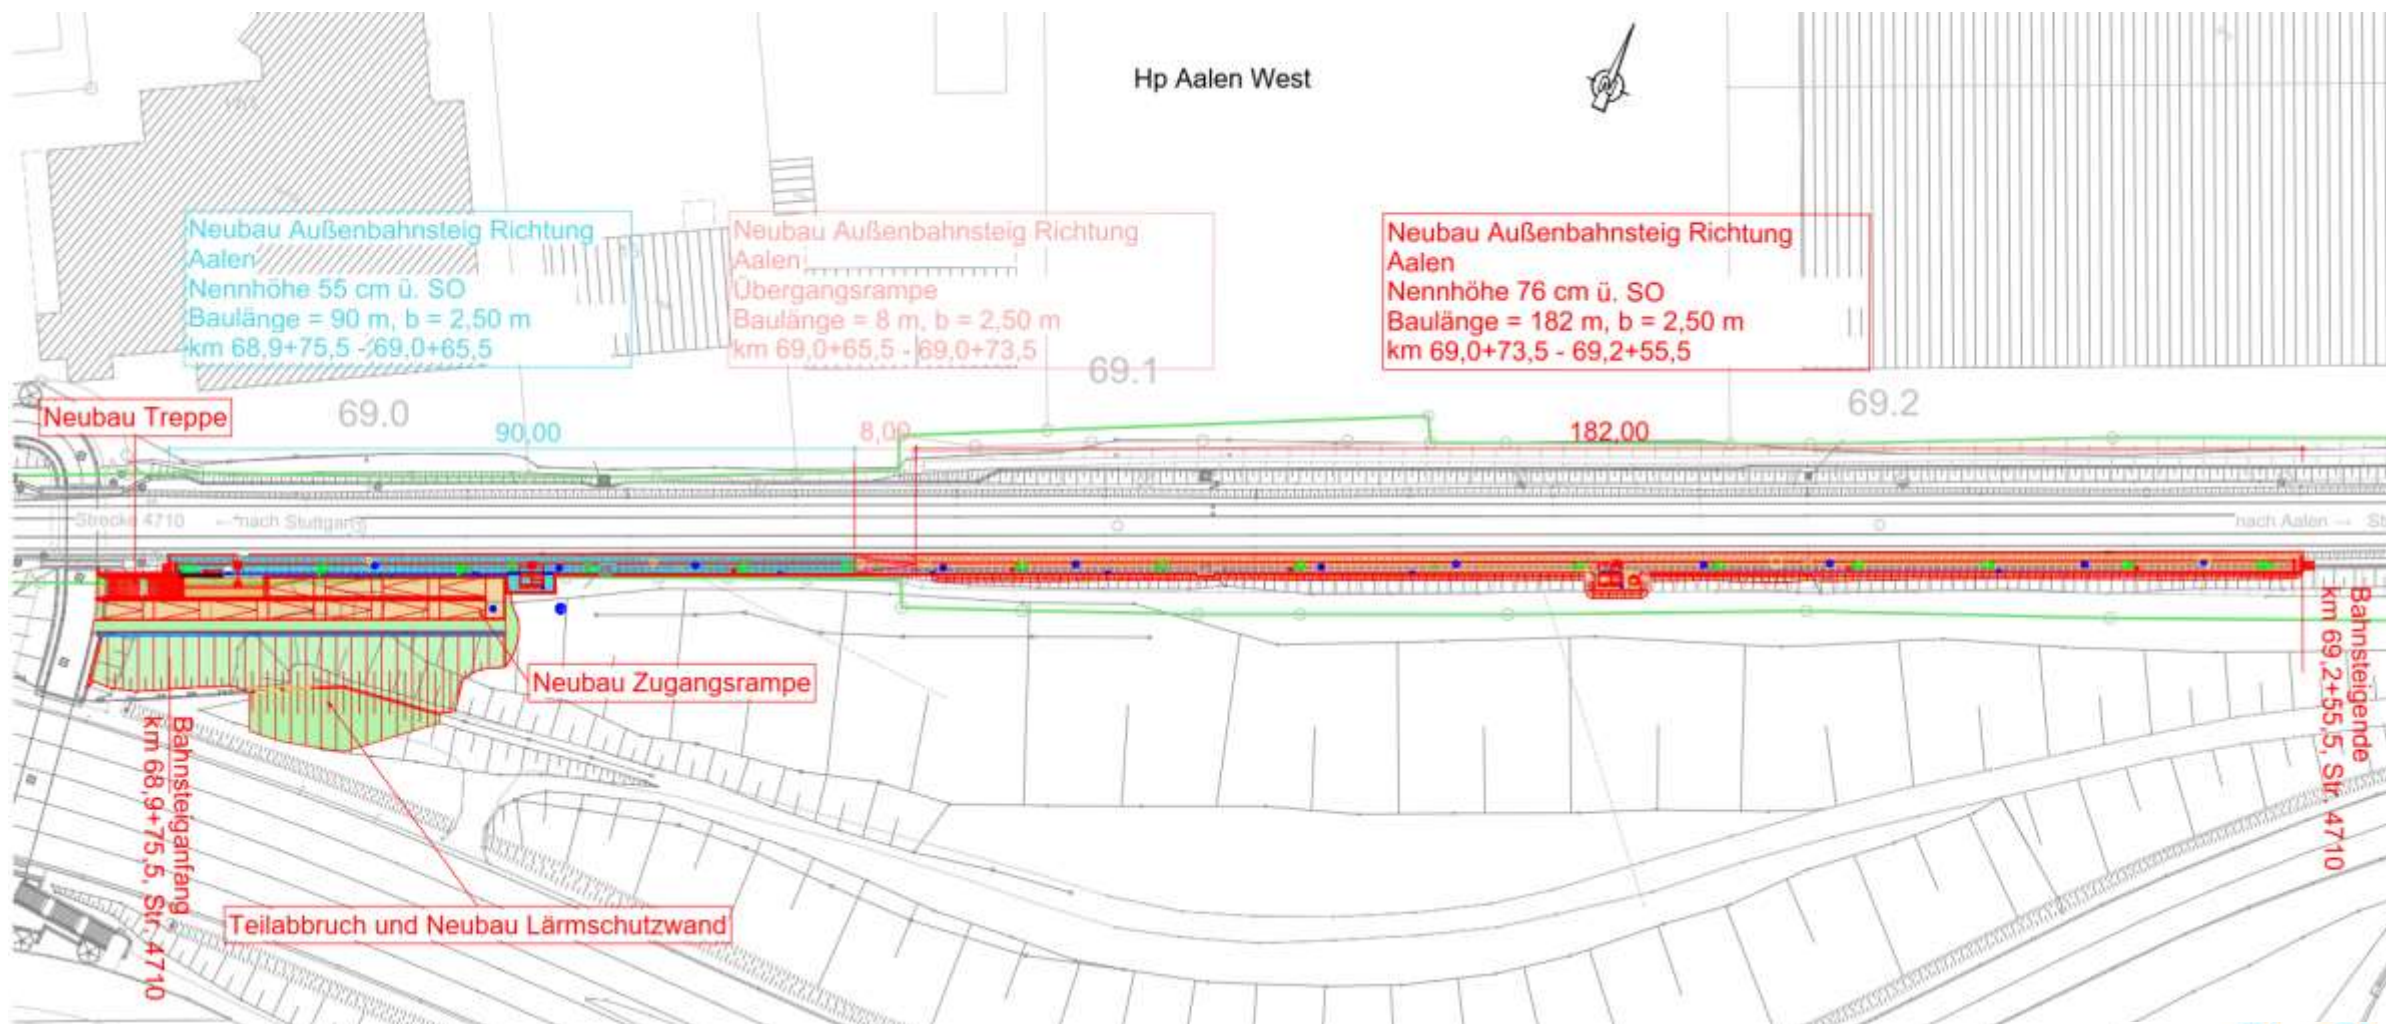 Hp Aalen West
Neubau Außenbahnsteig Richtung
Aalen
Nennhöhe 55 cm ü. SO
Baulänge = 90 m, b = 2,50 m
km 68,9+75,5 - 69,0+65,5
Neubau Außenbahnsteig Richtung
Aalen
Übergangsrampe
Baulänge = 8 m, b = 2,50 m
km 69,0+65,5 - 69,0+73,5
Neubau Außenbahnsteig Richtung
Aalen
Nennhöhe 76 cm ü. SO
Baulänge = 182 m, b = 2,50 m
km 69,0+73,5 - 69,2+55,5
69.1
69.2
Neubau Treppe
69.0
90,00
8,00
182,00
Strecke 4710
← nach Stuttgart
nach Aalen → St
Neubau Zugangsrampe
Bahnsteiganfang
km 68,9+75,5, Str. 4710
Bahnsteigende
km 69,2+55,5, Str. 4710
Teilabbruch und Neubau Lärmschutzwand